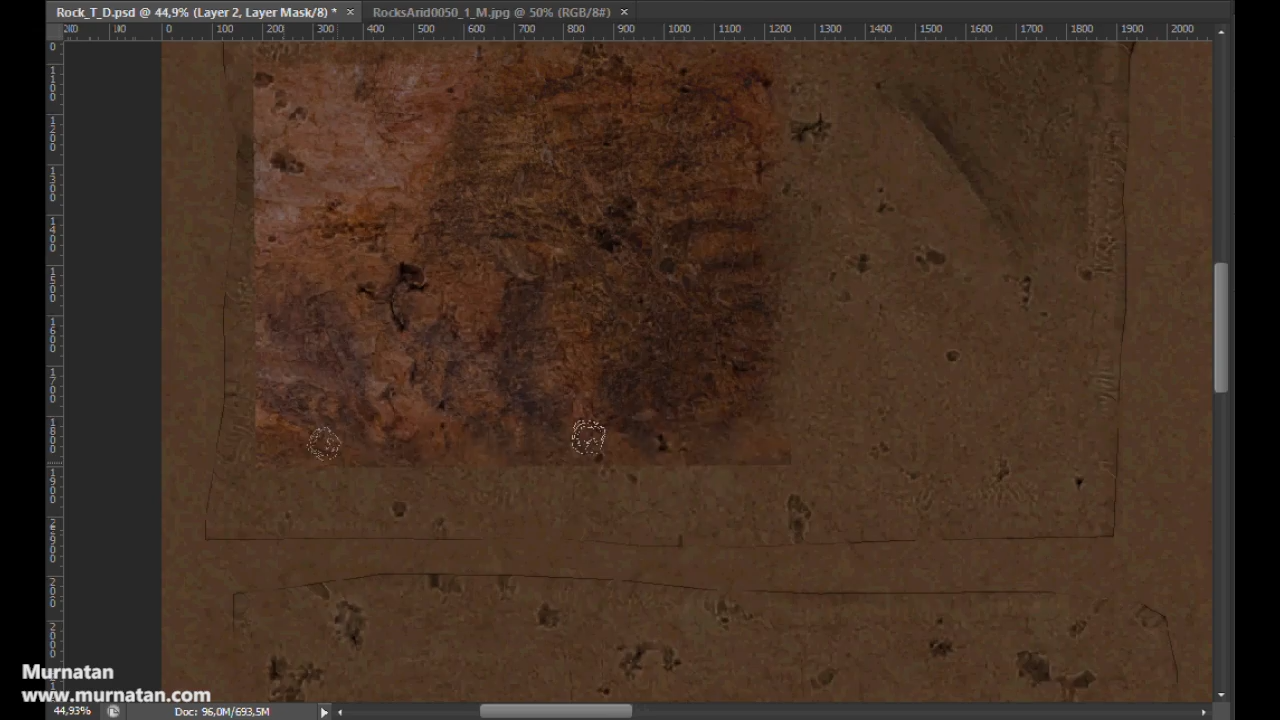 Rock_T_D.psd @ 44,9% (Layer 2, Layer Mask/8) * × RocksArid0050_1_M.jpg @ 50% (RGB/8#) ×
0 100 200 300 400 500 600 700 800 900 1000 1100 1200 1300 1400 1500 1600 1700 1800 1900 2000
Murnatan
www.murnatan.com
44,93% Doc: 96,0M/693,5M